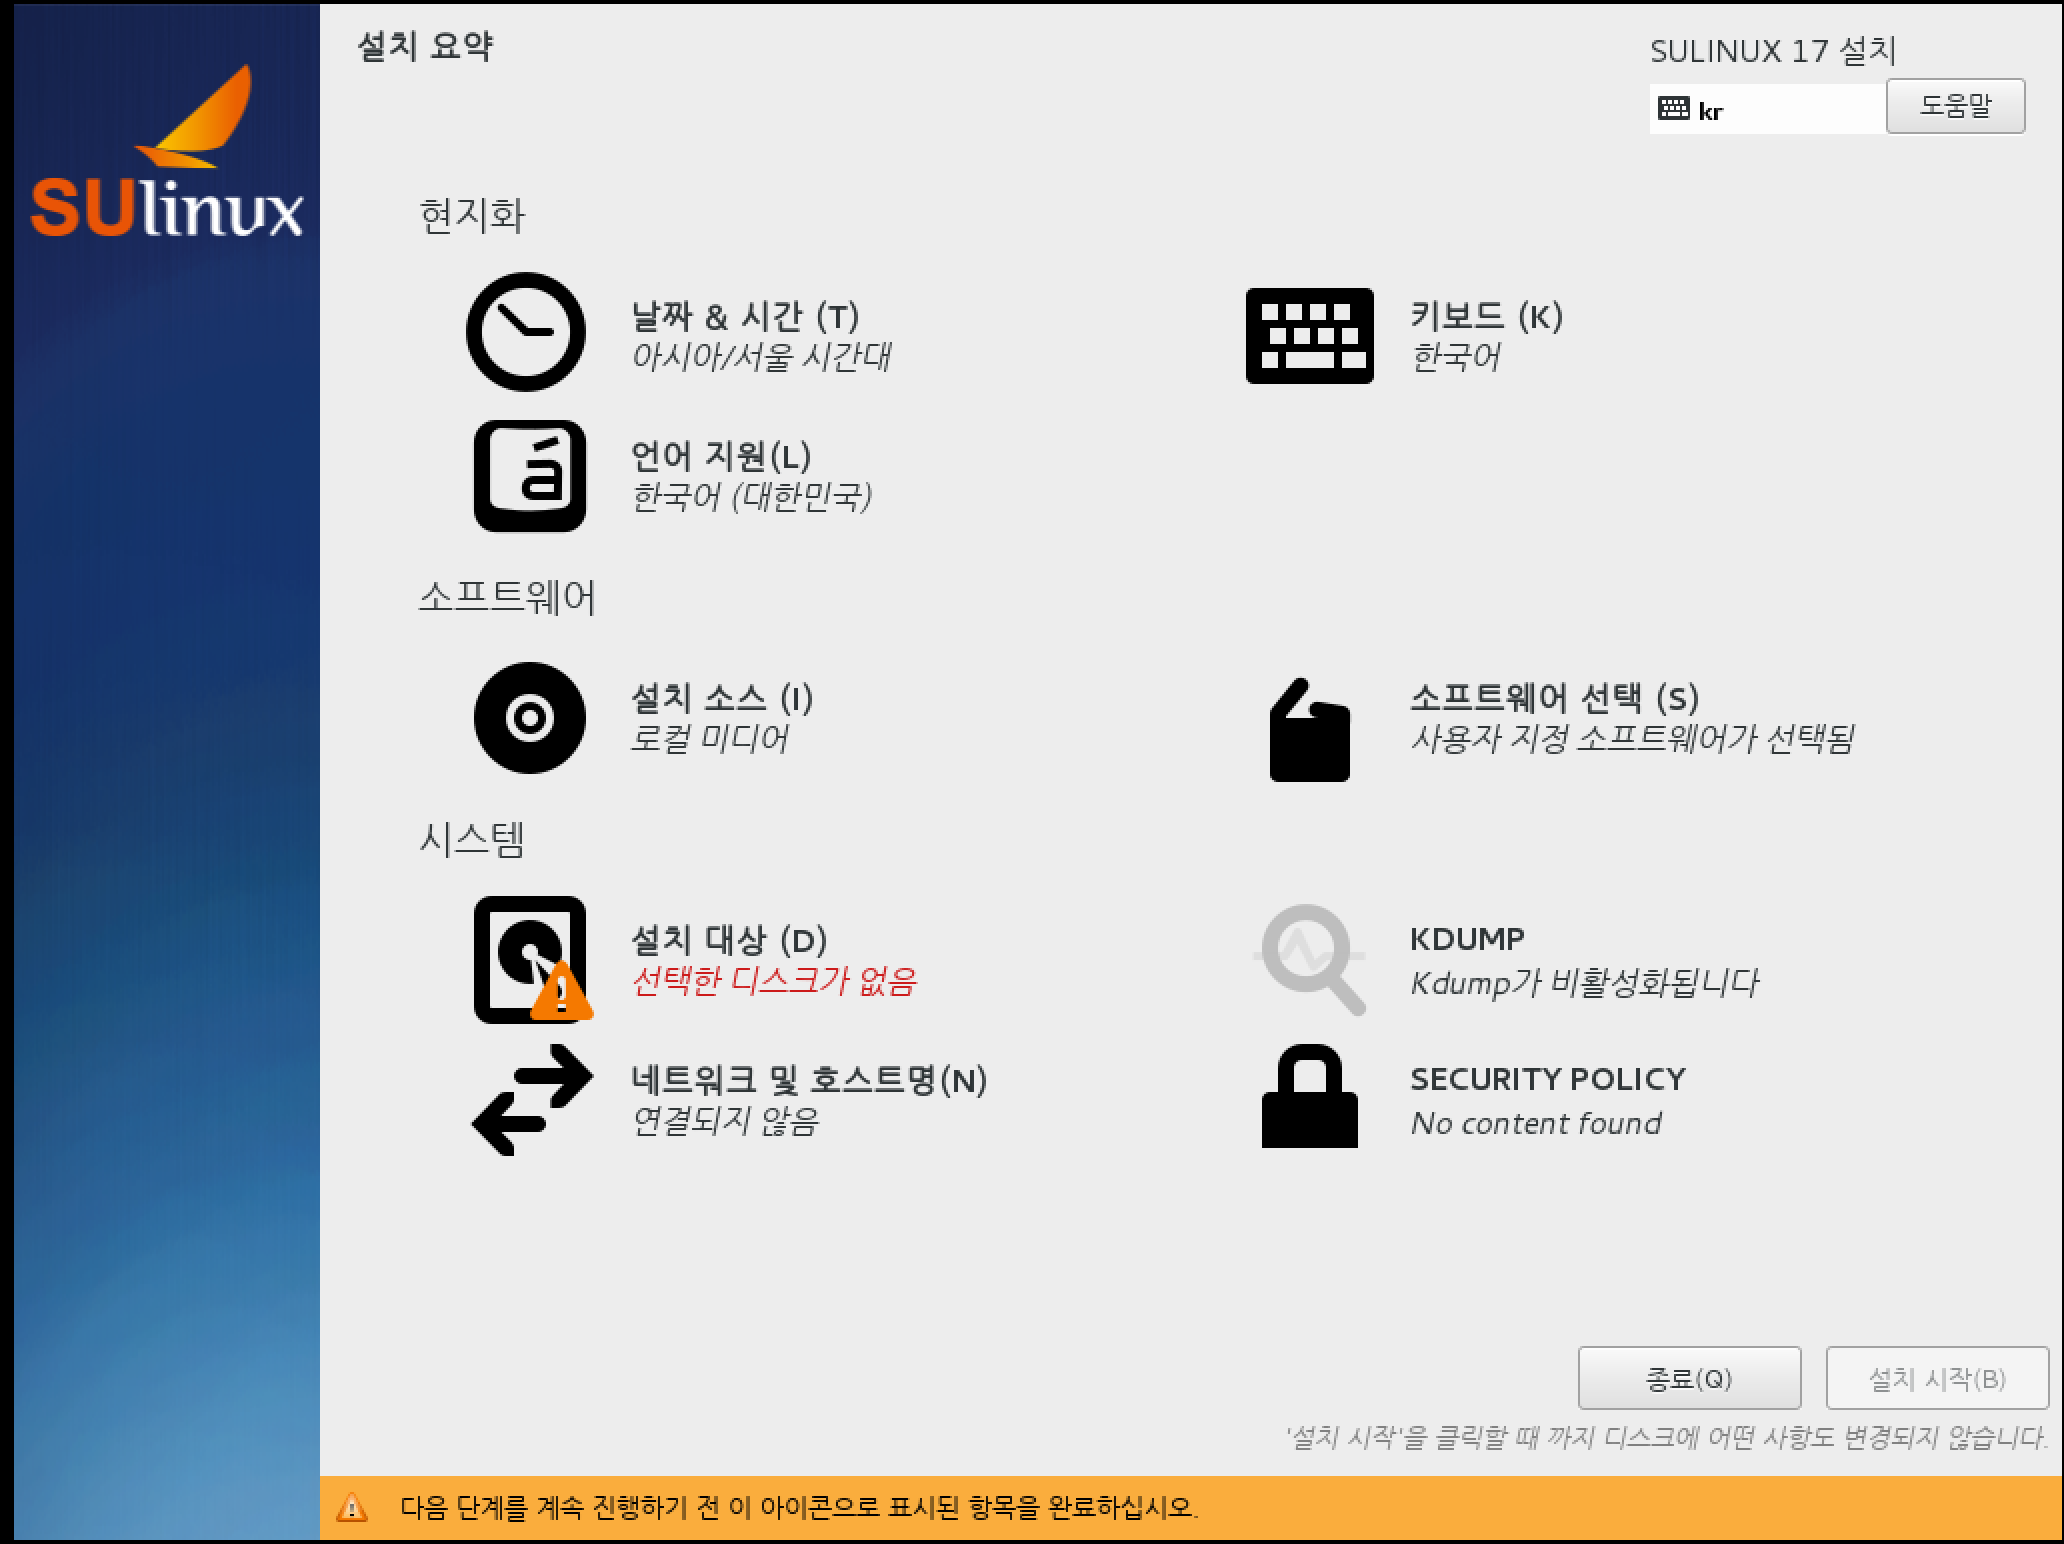 설치 요약
SULINUX 17 설치
kr
도움말
SUlinux
현지화
날짜 & 시간 (T)
아시아/서울 시간대
키보드 (K)
한국어
á
언어 지원(L)
한국어 (대한민국)
소프트웨어
설치 소스 (I)
로컬 미디어
소프트웨어 선택 (S)
사용자 지정 소프트웨어가 선택됨
시스템
설치 대상 (D)
선택한 디스크가 없음
KDUMP
Kdump가 비활성화됩니다
네트워크 및 호스트명(N)
연결되지 않음
SECURITY POLICY
No content found
종료(Q)
설치 시작(B)
'설치 시작'을 클릭할 때 까지 디스크에 어떤 사항도 변경되지 않습니다.
다음 단계를 계속 진행하기 전 이 아이콘으로 표시된 항목을 완료하십시오.